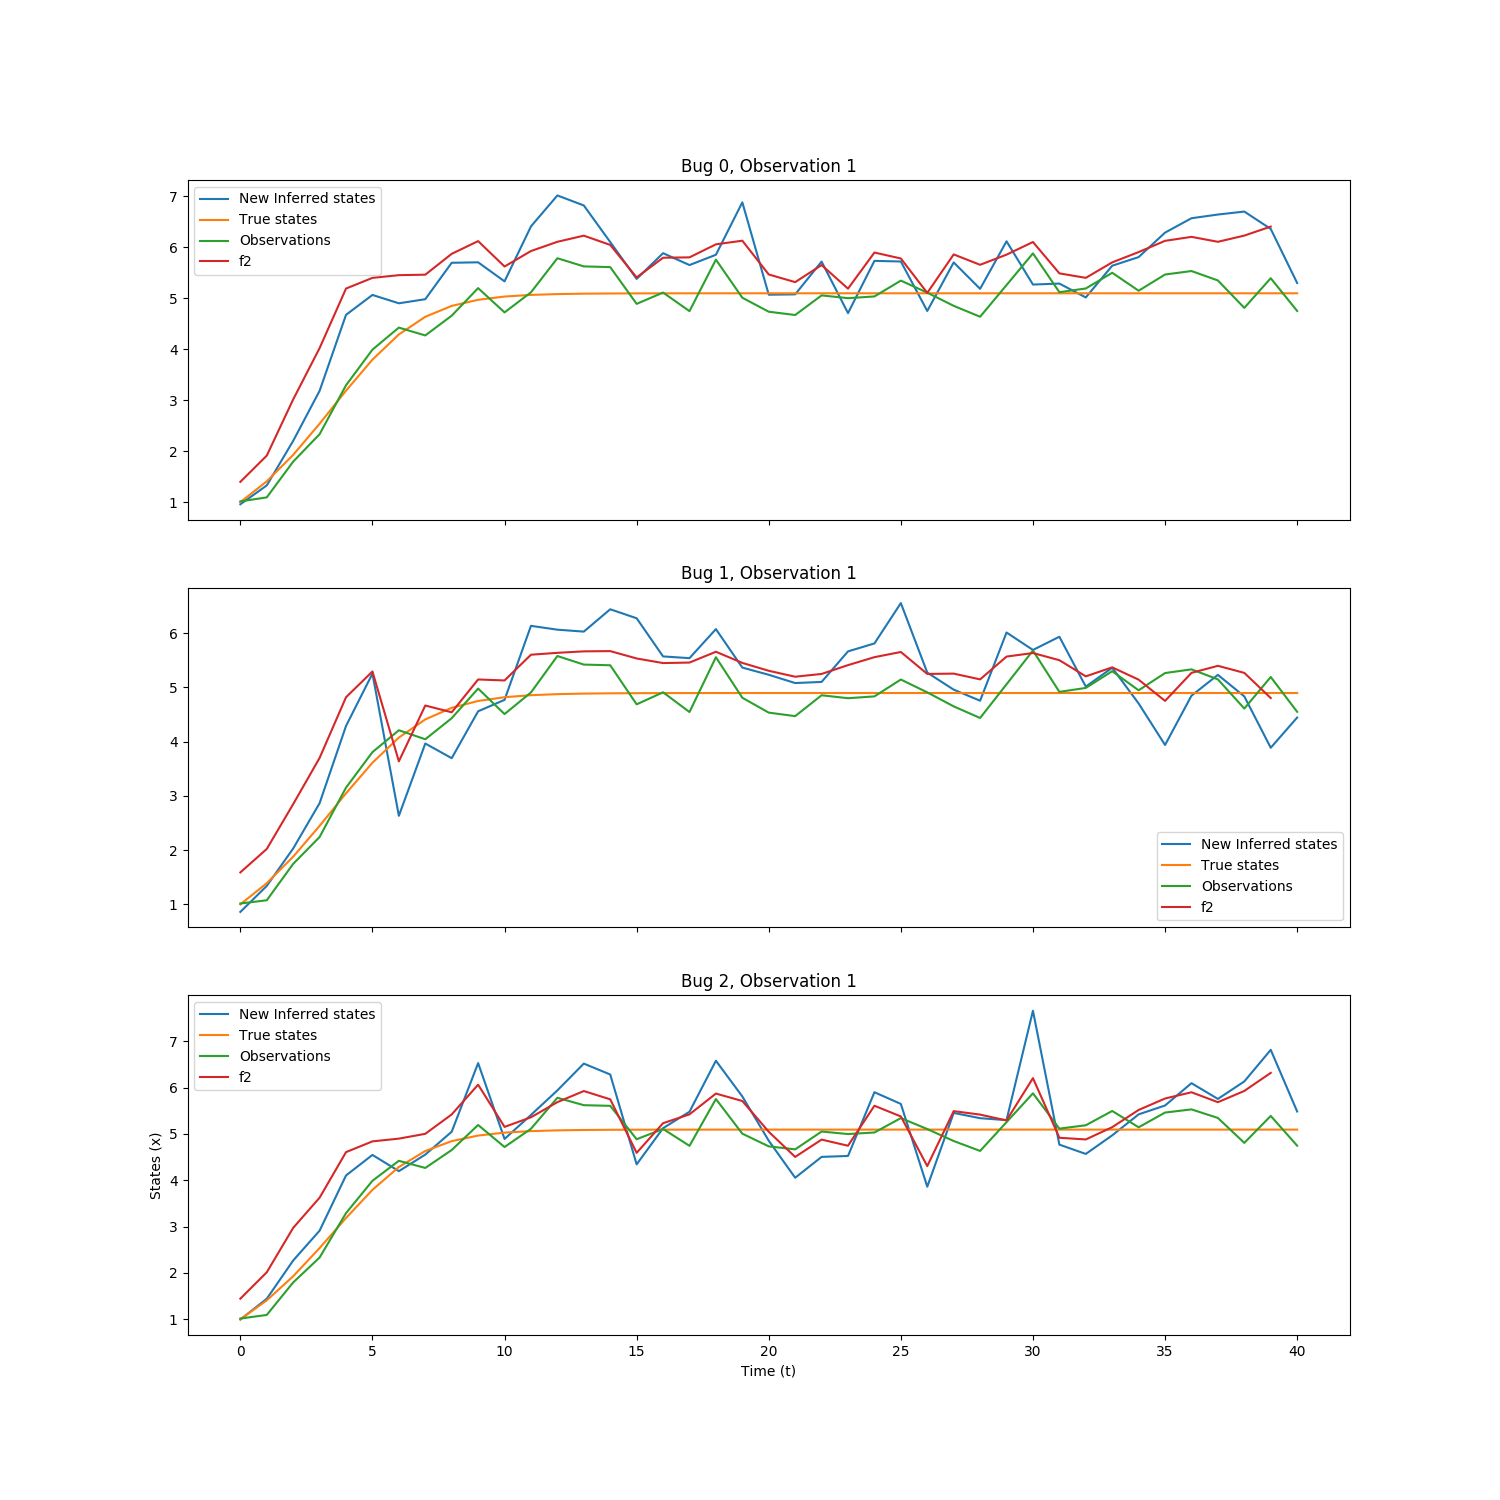 Bug 0, Observation 1
7
6
5
4
3
2
1
New Inferred states
True states
Observations
f2
Bug 1, Observation 1
6
5
4
3
2
1
New Inferred states
True states
Observations
f2
Bug 2, Observation 1
States (x)
7
6
5
4
3
2
1
New Inferred states
True states
Observations
f2
0 5 10 15 20 25 30 35 40
Time (t)